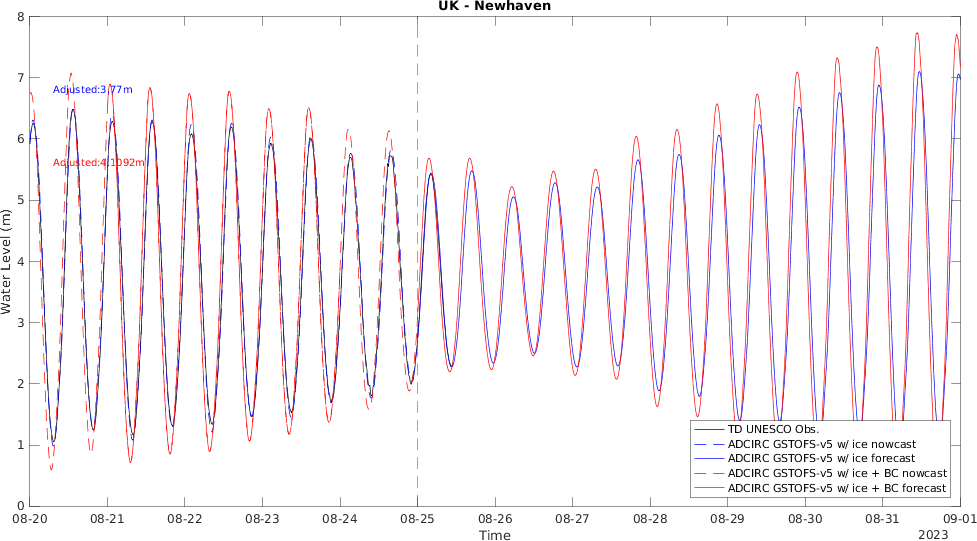 UK - Newhaven
8
7
6
5
4
3
2
1
0
Water Level (m)
Adjusted:3.77m
Adjusted:4.1092m
TD UNESCO Obs.
ADCIRC GSTOFS-v5 w/ ice nowcast
ADCIRC GSTOFS-v5 w/ ice forecast
ADCIRC GSTOFS-v5 w/ ice + BC nowcast
ADCIRC GSTOFS-v5 w/ ice + BC forecast
08-20 08-21 08-22 08-23 08-24 08-25 08-26 08-27 08-28 08-29 08-30 08-31 09-01
Time
2023